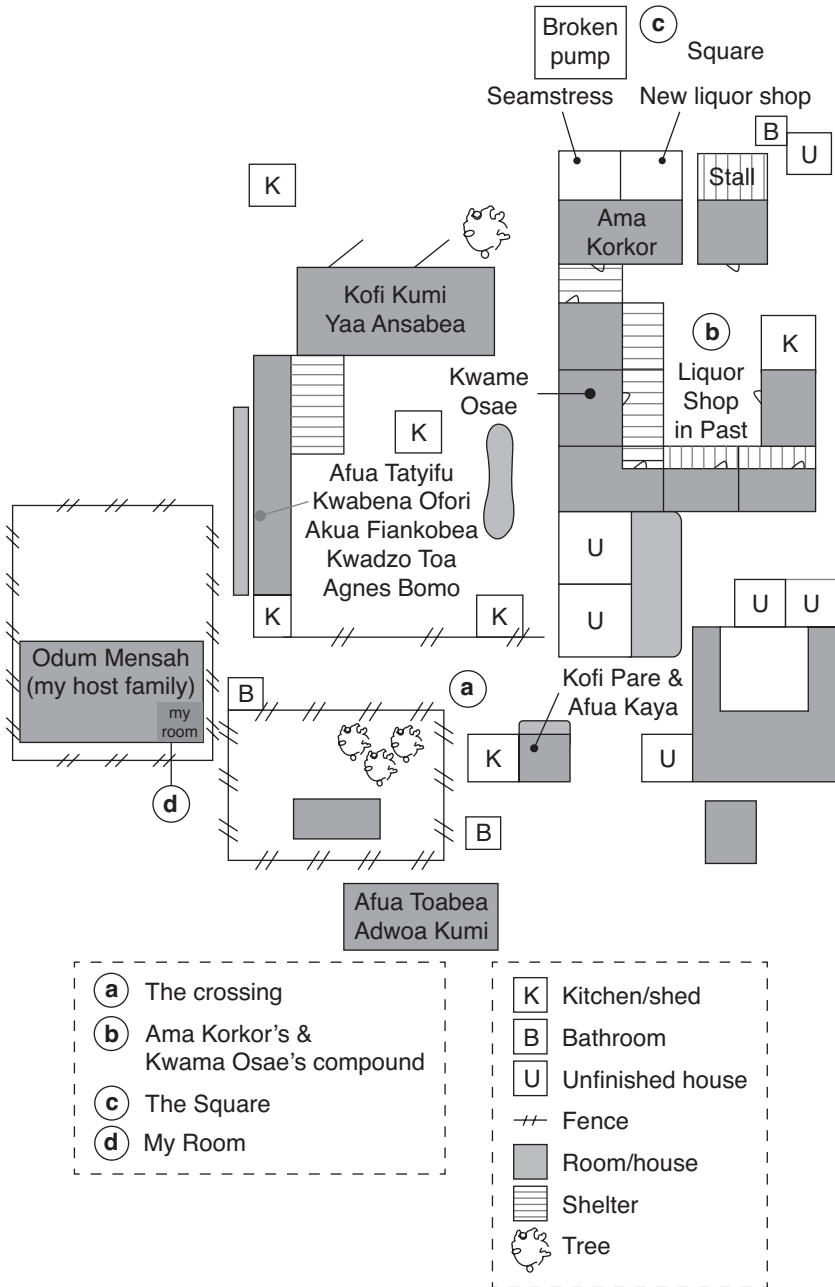 Broken
pump
c
Square
Seamstress
New liquor shop
B
U
K
Stall
Ama
Korkor
Kofi Kumi
Yaa Ansabea
b
K
Kwame
Osae
Liquor
Shop
in Past
K
Afua Tatyifu
Kwabena Ofori
Akua Fiankobea
Kwadzo Toa
Agnes Bomo
U
U
K
K
U
U
Odum Mensah
(my host family)
my
room
B
a
Kofi Pare &
Afua Kaya
K
U
d
B
Afua Toabea
Adwoa Kumi
a The crossing
b Ama Korkor's &
Kwama Osae's compound
c The Square
d My Room
K Kitchen/shed
B Bathroom
U Unfinished house
Fence
Room/house
Shelter
Tree